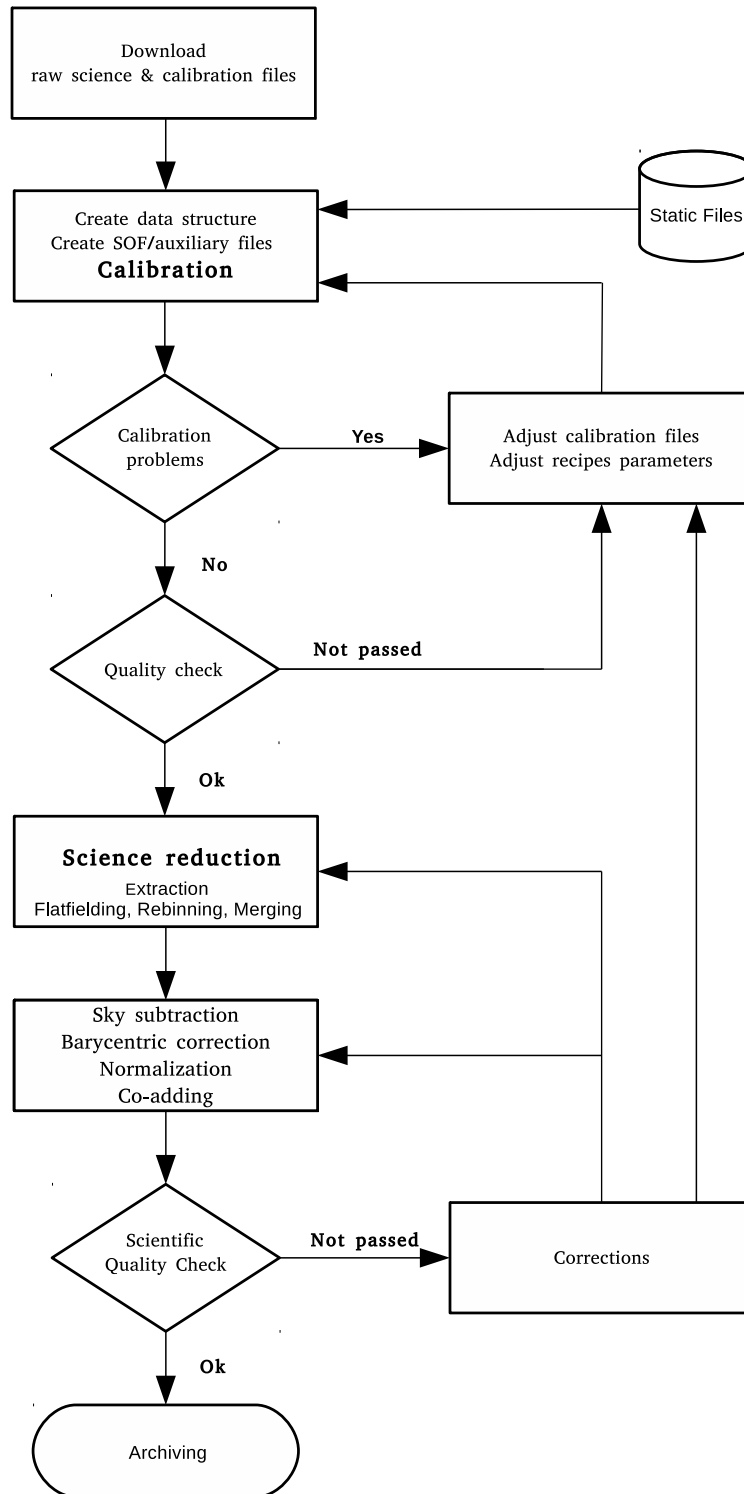 Download
raw science & calibration files
Static Files
Create data structure
Create SOF/auxiliary files
Calibration
Calibration
problems
Yes
Adjust calibration files
Adjust recipes parameters
No
Quality check
Not passed
Ok
Science reduction
Extraction
Flatfielding, Rebinning, Merging
Sky subtraction
Barycentric correction
Normalization
Co-adding
Scientific
Quality Check
Not passed
Corrections
Ok
Archiving